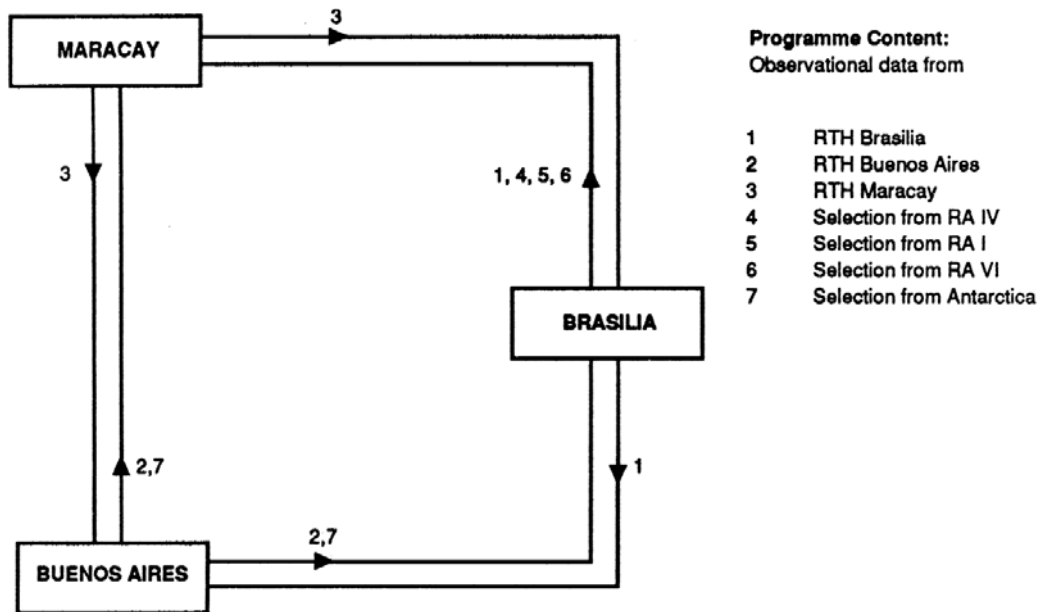 3
MARACAY
Programme Content:
Observational data from
1 RTH Brasilia
2 RTH Buenos Aires
3 RTH Maracay
4 Selection from RA IV
5 Selection from RA I
6 Selection from RA VI
7 Selection from Antarctica
3
1, 4, 5, 6
BRASILIA
2,7
1
2,7
BUENOS AIRES